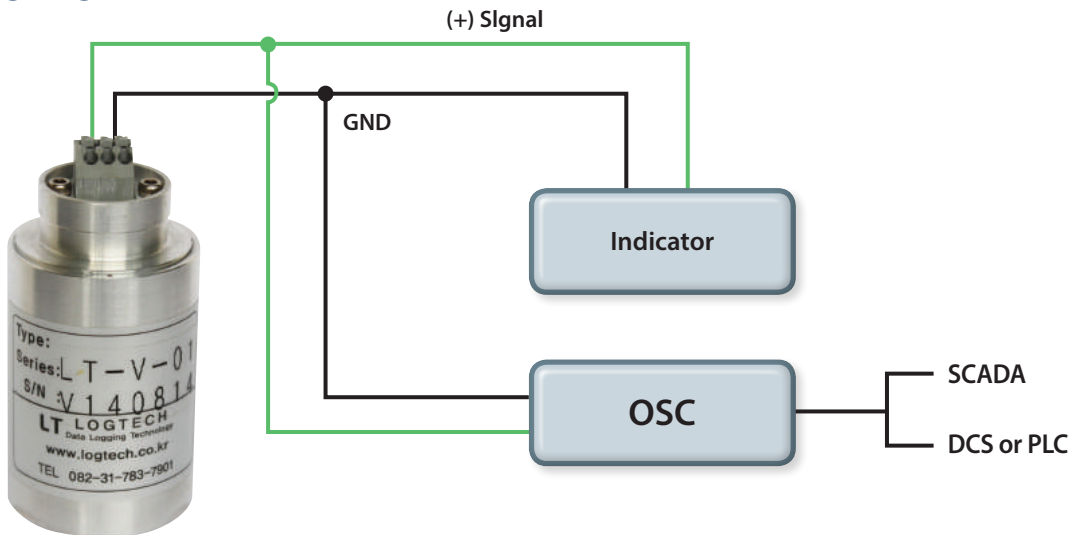 (+) SIgnal
GND
Indicator
OSC
SCADA
DCS or PLC
Type:
Series:LT-V-01
S/N :V140814
LT LOGTECH
Data Logging Technology
www.logtech.co.kr
TEL 082-31-783-7901